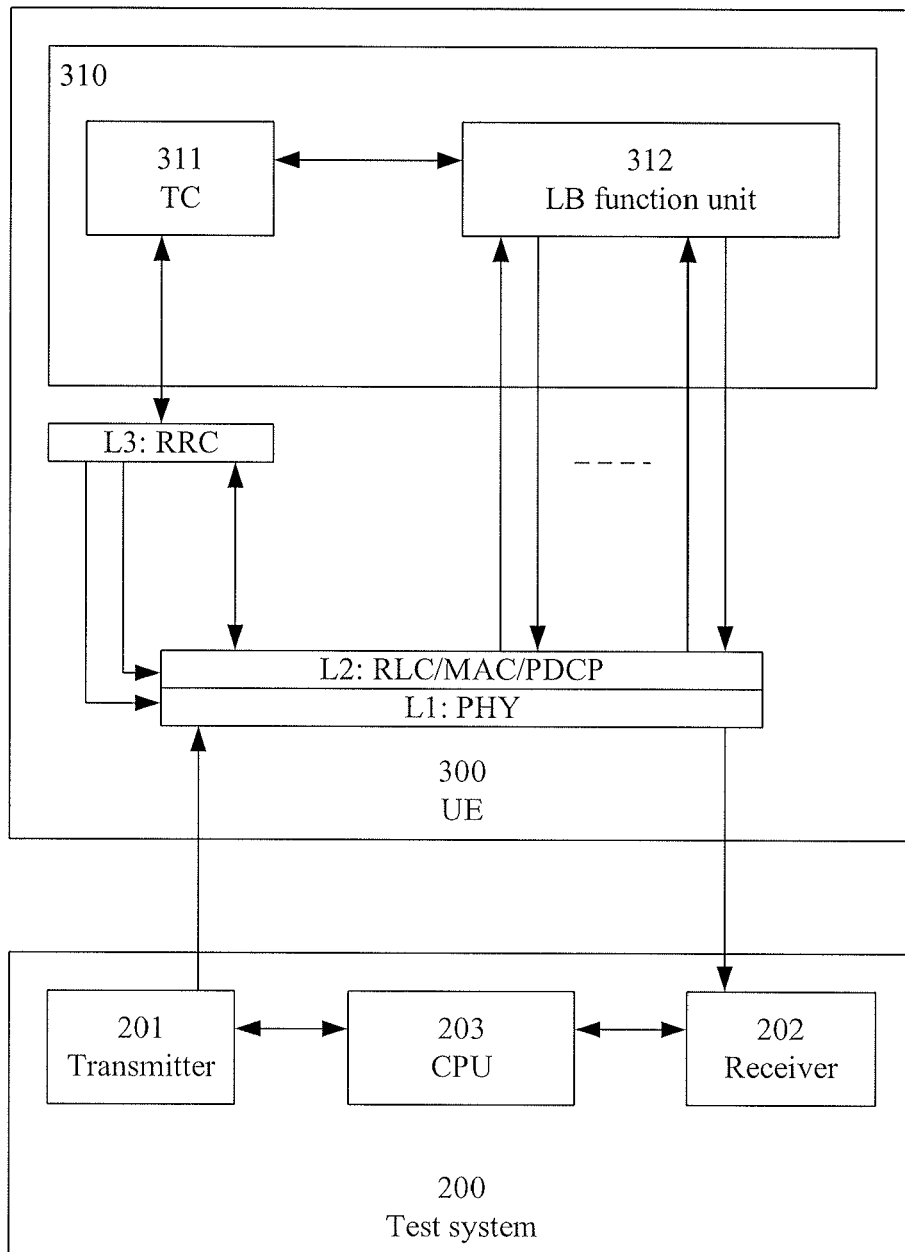 310
311
TC
312
LB function unit
L3: RRC
L2: RLC/MAC/PDCP
L1: PHY
300
UE
201
Transmitter
203
CPU
202
Receiver
200
Test system